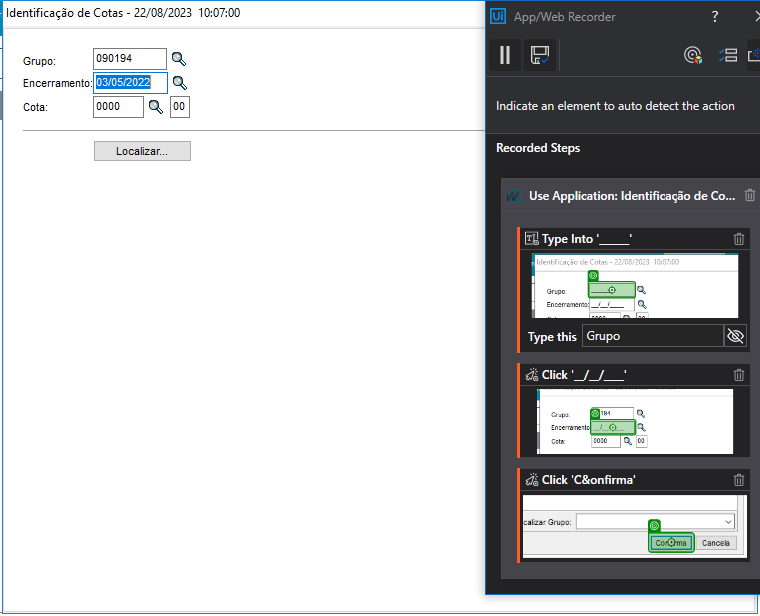 Identificação de Cotas - 22/08/2023 10:07:00
Grupo: 090194
Encerramento: 03/05/2022
Cota: 0000 00
Localizar...
Ui App/Web Recorder ?
Indicate an element to auto detect the action
Recorded Steps
Use Application: Identificação de Co...
Type Into '_____'
Identificação de Cotas - 22/08/2023 10:07:00
Grupo:
Encerramento: __/__/____
Cota: 0000 00
Type this Grupo
Click '__/__/____'
Grupo: 194
Encerramento: __/__/____
Cota: 0000 00
Click 'C&onfirma'
calizar Grupo:
Confirma Cancela